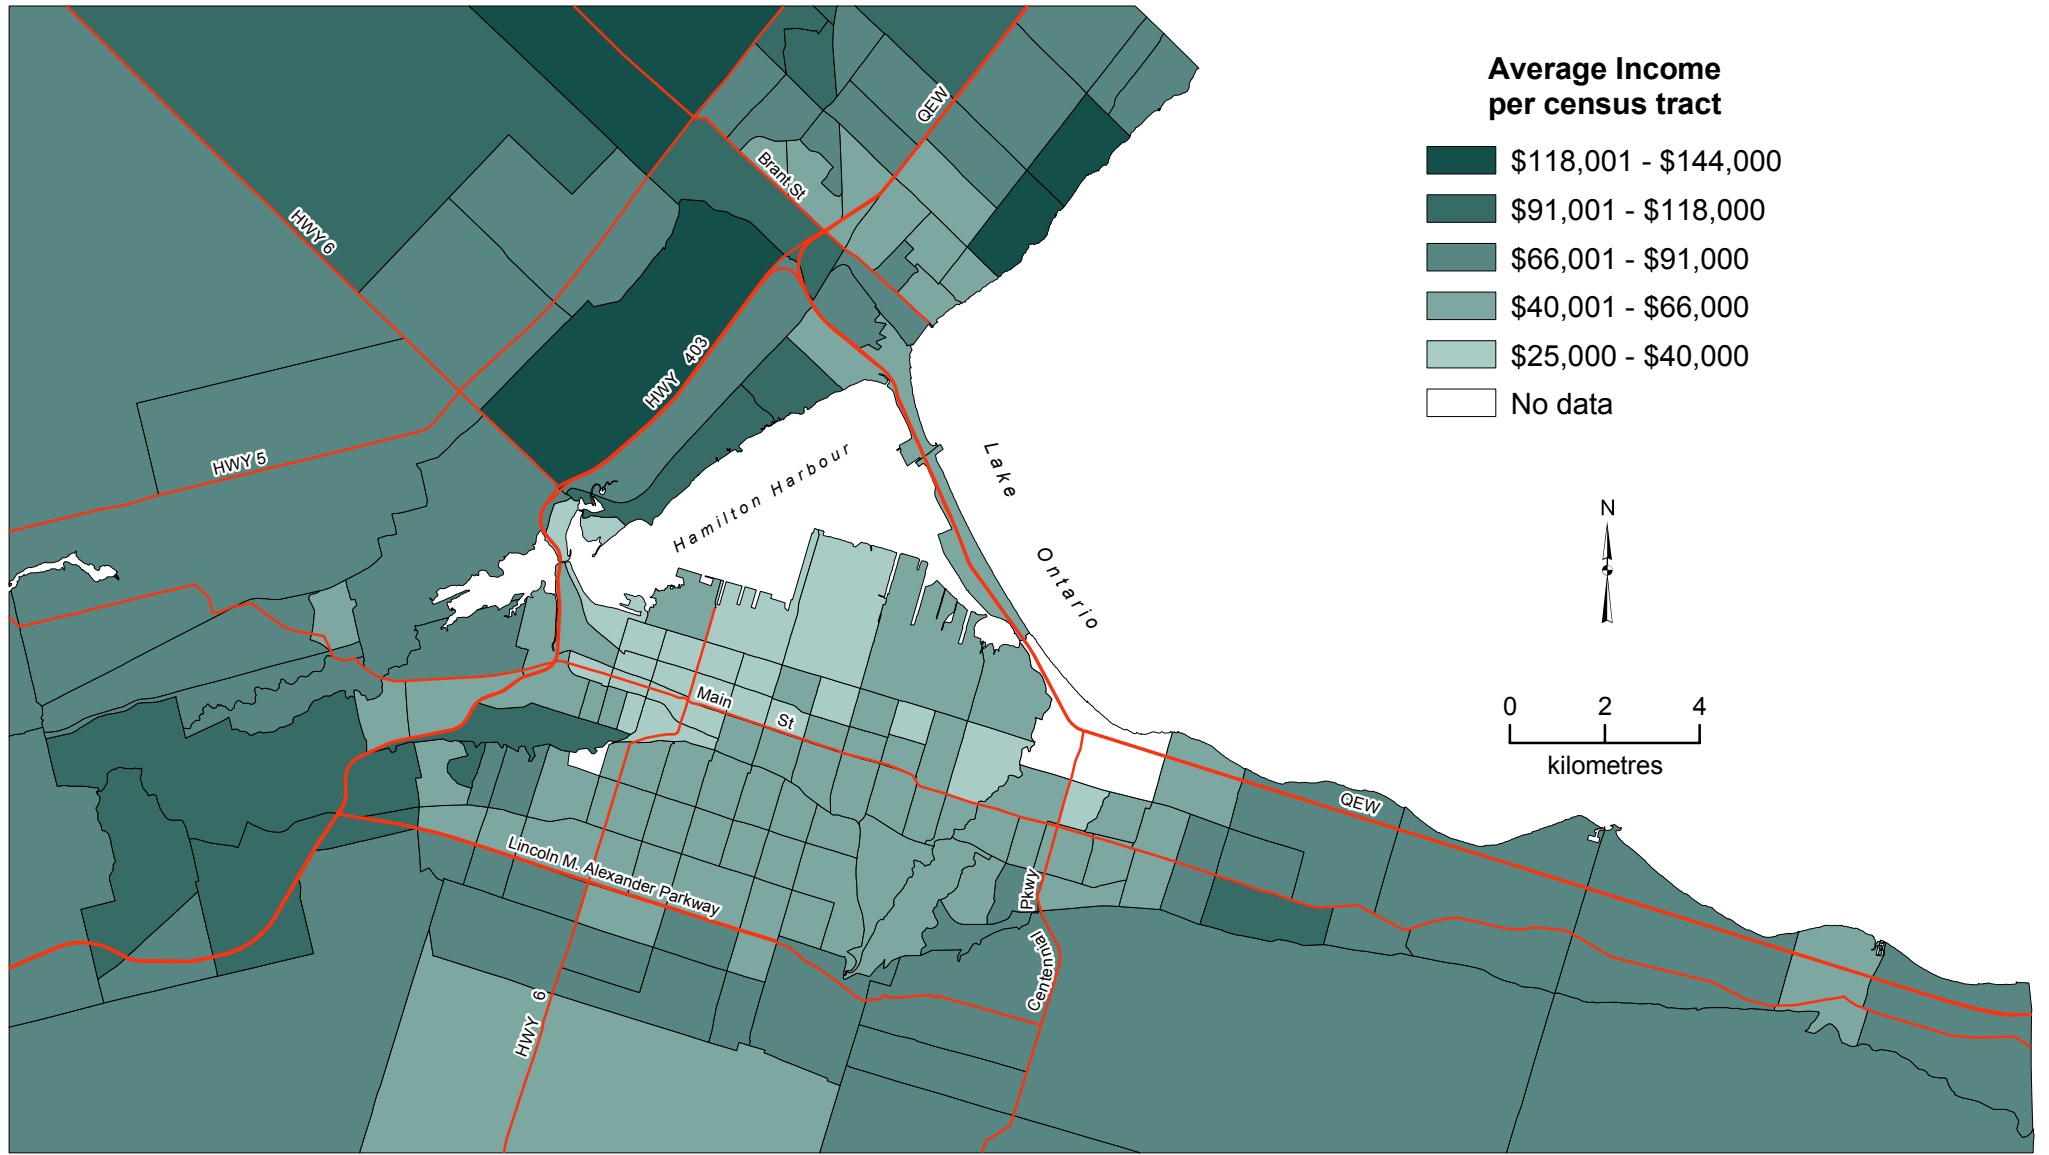 Average Income
per census tract
$118,001 - $144,000
$91,001 - $118,000
$66,001 - $91,000
$40,001 - $66,000
$25,000 - $40,000
No data
QEW
Brant St
HWY 6
HWY 403
HWY 5
Hamilton Harbour
Lake Ontario
N
Main St
0 2 4
kilometres
QEW
Lincoln M. Alexander Parkway
Centennial Pkwy
HWY 6